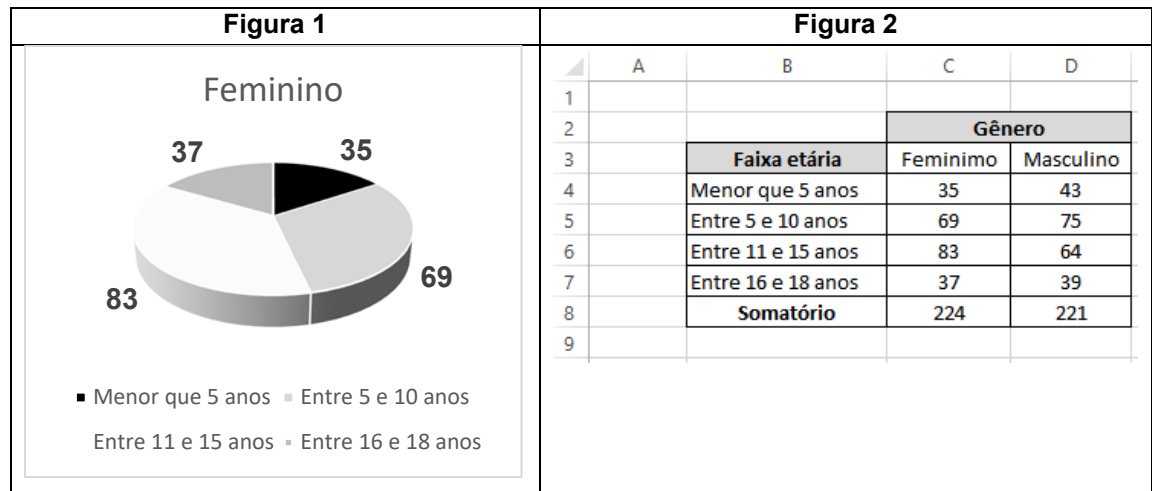 Figura 1
Feminino
37
35
83
69
Menor que 5 anos Entre 5 e 10 anos
Entre 11 e 15 anos Entre 16 e 18 anos
Figura 2
A B C D
1
2 Gênero
3 Faixa etária Feminimo Masculino
4 Menor que 5 anos 35 43
5 Entre 5 e 10 anos 69 75
6 Entre 11 e 15 anos 83 64
7 Entre 16 e 18 anos 37 39
8 Somatório 224 221
9